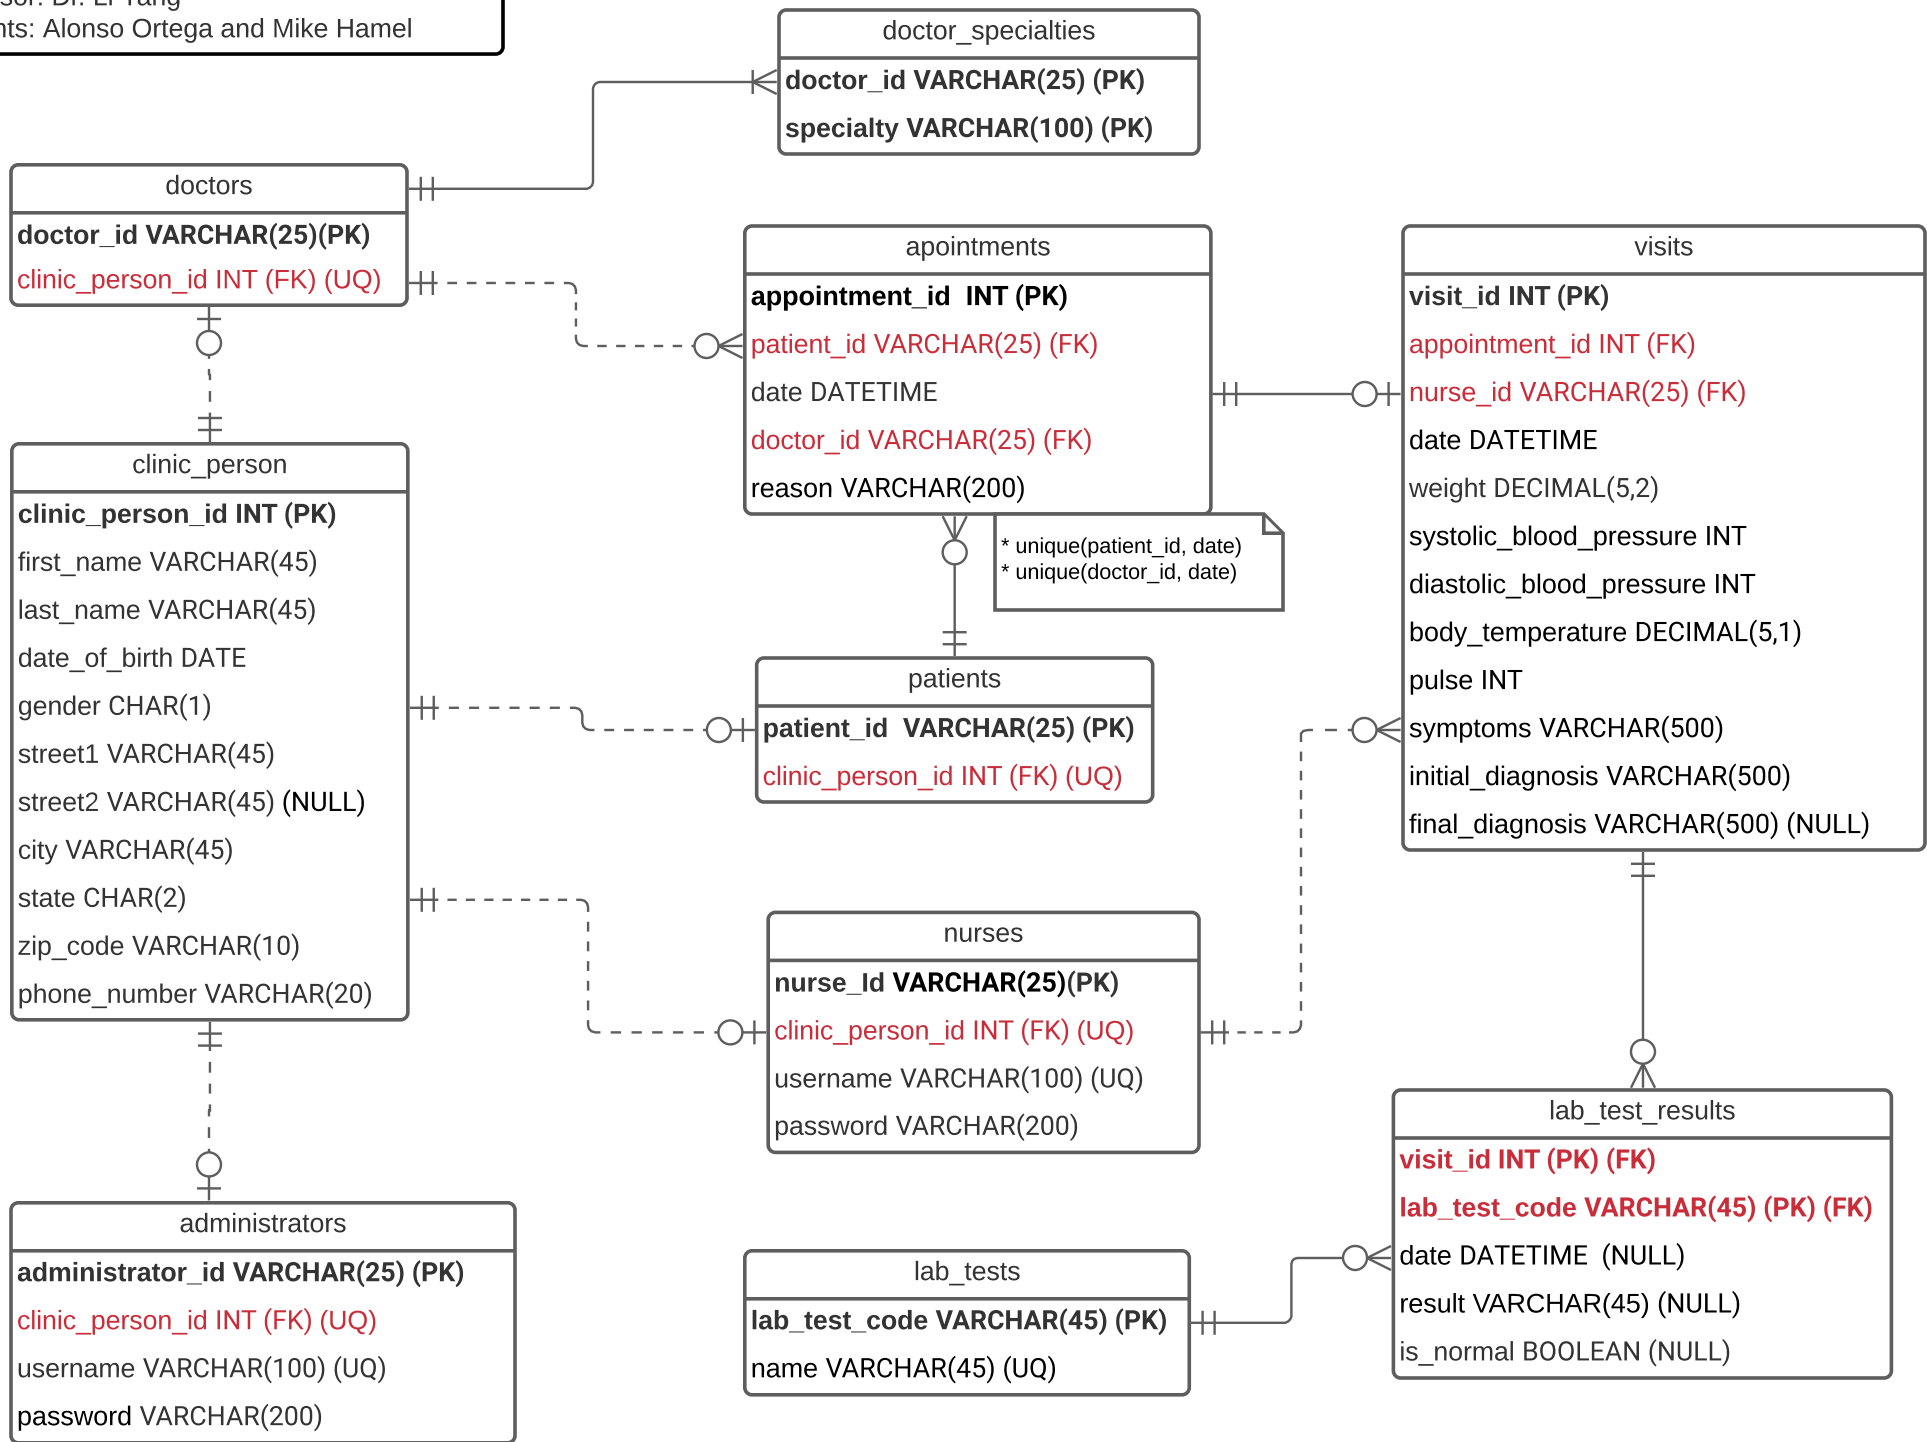 nts: Alonso Ortega and Mike Hamel
doctor_specialties
doctor_id VARCHAR(25) (PK)
specialty VARCHAR(100) (PK)
doctors
doctor_id VARCHAR(25)(PK)
clinic_person_id INT (FK) (UQ)
apointments
appointment_id INT (PK)
patient_id VARCHAR(25) (FK)
date DATETIME
doctor_id VARCHAR(25) (FK)
reason VARCHAR(200)
* unique(patient_id, date)
* unique(doctor_id, date)
visits
visit_id INT (PK)
appointment_id INT (FK)
nurse_id VARCHAR(25) (FK)
date DATETIME
weight DECIMAL(5,2)
systolic_blood_pressure INT
diastolic_blood_pressure INT
body_temperature DECIMAL(5,1)
pulse INT
symptoms VARCHAR(500)
initial_diagnosis VARCHAR(500)
final_diagnosis VARCHAR(500) (NULL)
clinic_person
clinic_person_id INT (PK)
first_name VARCHAR(45)
last_name VARCHAR(45)
date_of_birth DATE
gender CHAR(1)
street1 VARCHAR(45)
street2 VARCHAR(45) (NULL)
city VARCHAR(45)
state CHAR(2)
zip_code VARCHAR(10)
phone_number VARCHAR(20)
patients
patient_id VARCHAR(25) (PK)
clinic_person_id INT (FK) (UQ)
nurses
nurse_Id VARCHAR(25)(PK)
clinic_person_id INT (FK) (UQ)
username VARCHAR(100) (UQ)
password VARCHAR(200)
administrators
administrator_id VARCHAR(25) (PK)
clinic_person_id INT (FK) (UQ)
username VARCHAR(100) (UQ)
password VARCHAR(200)
lab_tests
lab_test_code VARCHAR(45) (PK)
name VARCHAR(45) (UQ)
lab_test_results
visit_id INT (PK) (FK)
lab_test_code VARCHAR(45) (PK) (FK)
date DATETIME (NULL)
result VARCHAR(45) (NULL)
is_normal BOOLEAN (NULL)